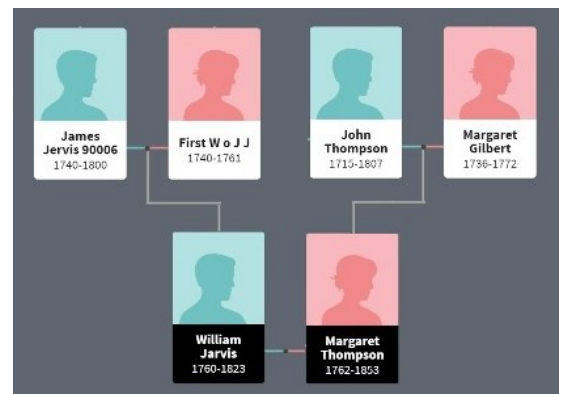 James
Jervis 90006
1740-1800
First W o J J
1740-1761
John
Thompson
1715-1807
Margaret
Gilbert
1736-1772
William
Jarvis
1760-1823
Margaret
Thompson
1762-1853